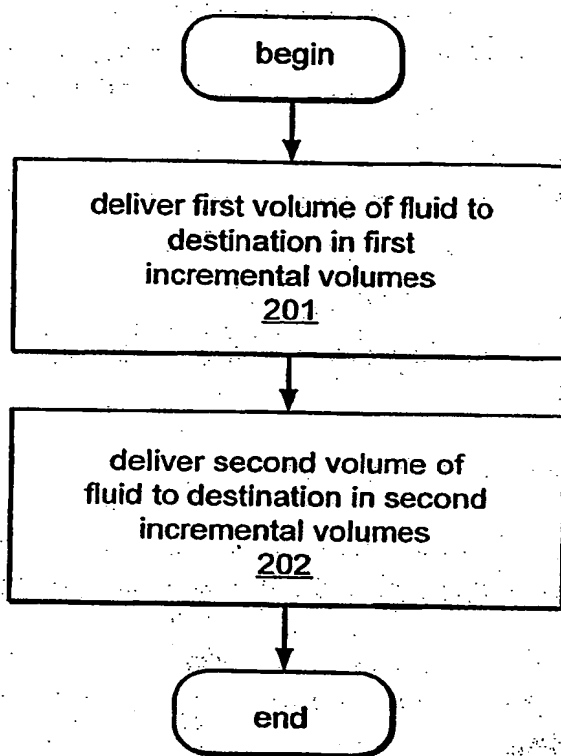 begin
deliver first volume of fluid to
destination in first
incremental volumes
201
deliver second volume of
fluid to destination in second
incremental volumes
202
end